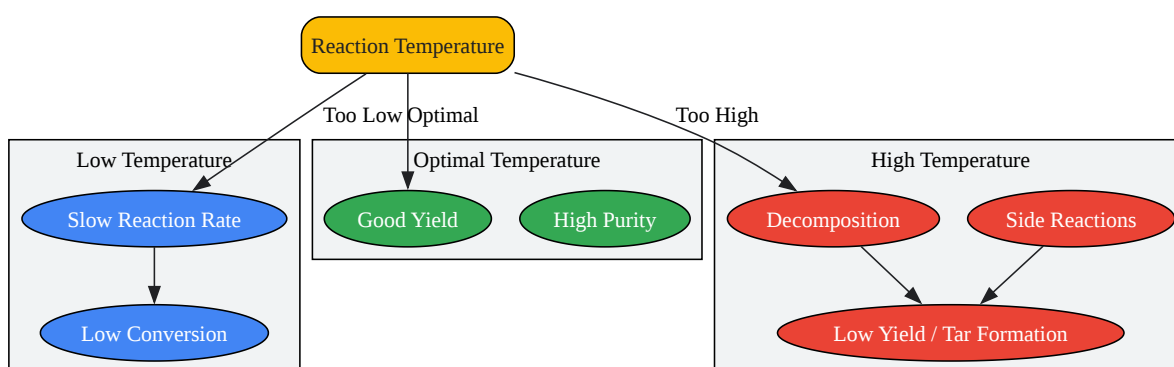 Reaction Temperature
Too Low
Optimal
Too High
Low Temperature
Optimal Temperature
High Temperature
Slow Reaction Rate
Good Yield
High Purity
Decomposition
Side Reactions
Low Conversion
Low Yield / Tar Formation